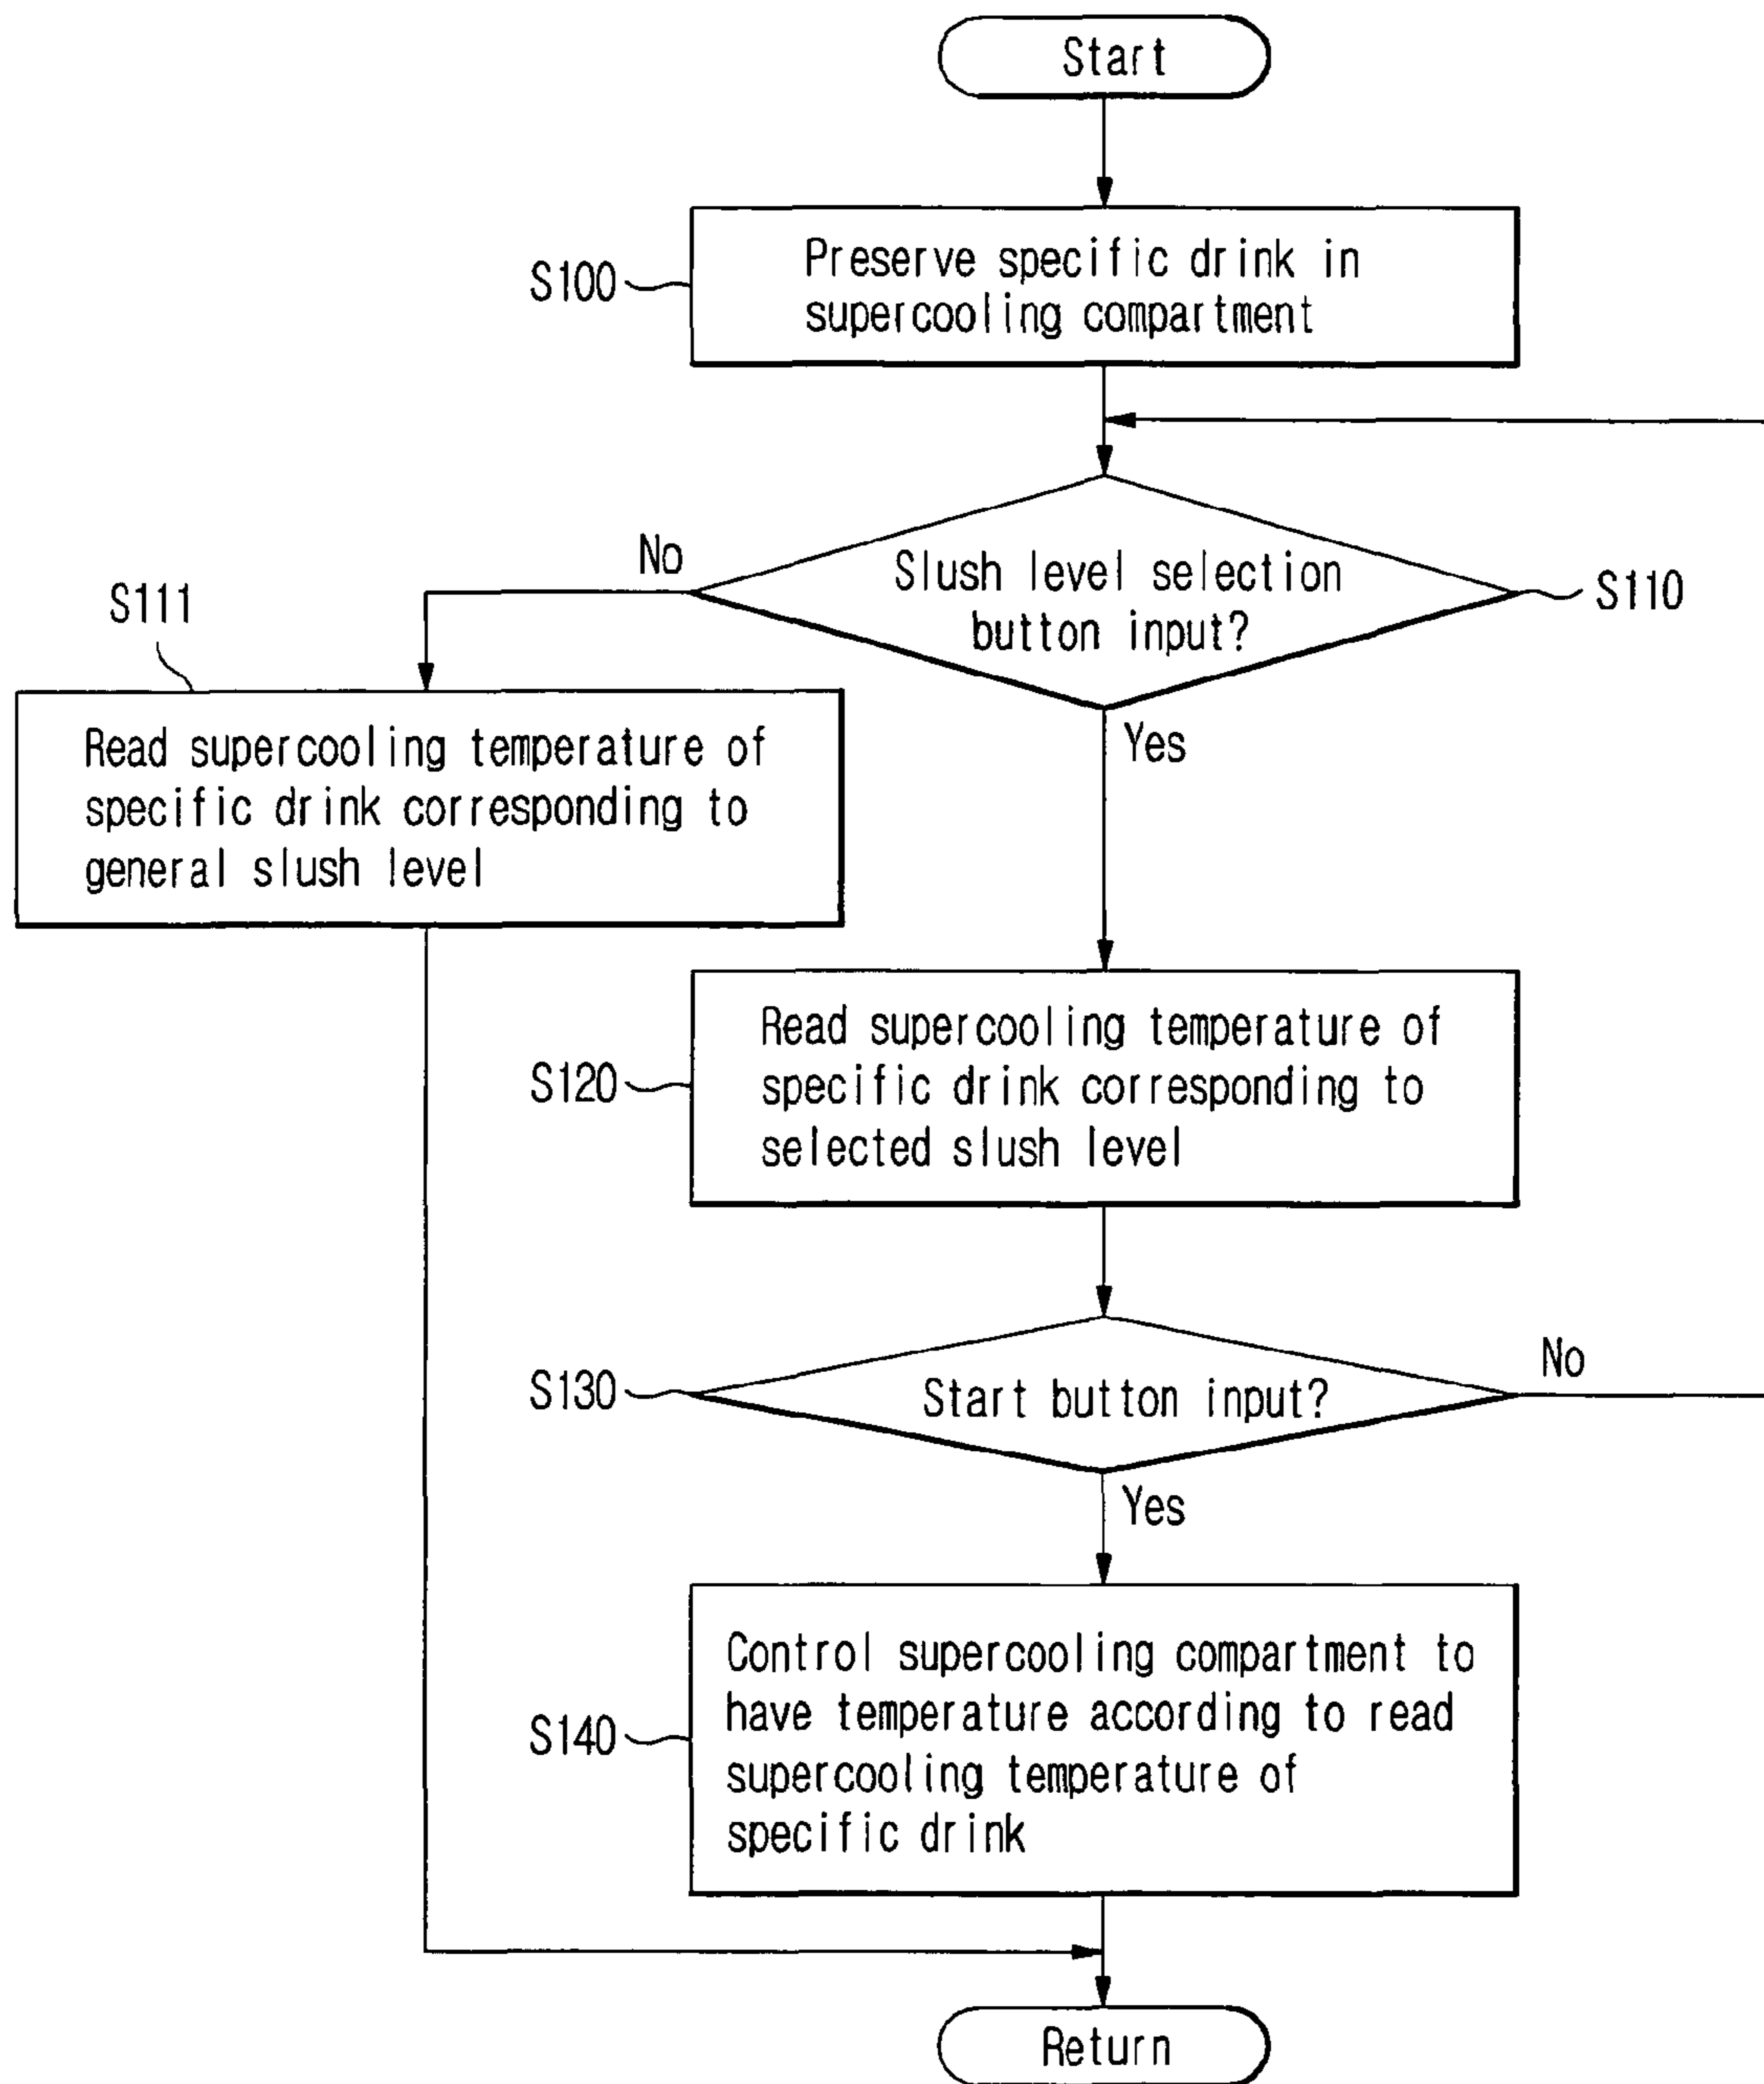 Start
S100
Preserve specific drink in
supercooling compartment
No
Slush level selection
button input?
S110
S111
Yes
Read supercooling temperature of
specific drink corresponding to
general slush level
S120
Read supercooling temperature of
specific drink corresponding to
selected slush level
S130
Start button input?
No
Yes
S140
Control supercooling compartment to
have temperature according to read
supercooling temperature of
specific drink
Return